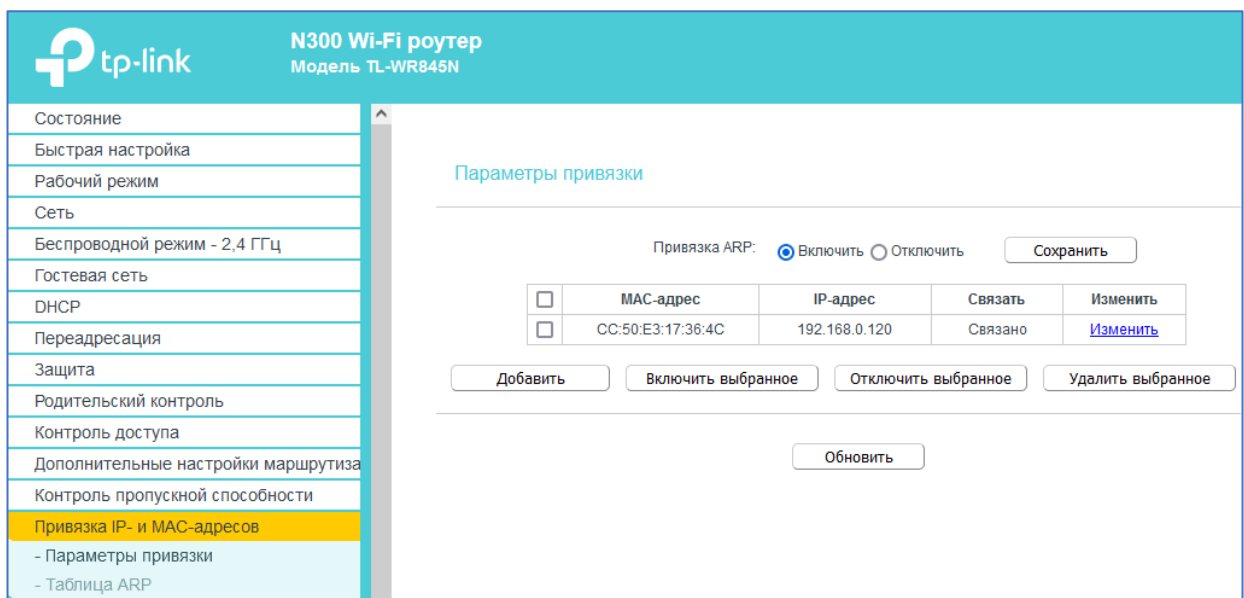 tp-link
N300 Wi-Fi роутер
Модель TL-WR845N
Состояние
Быстрая настройка
Рабочий режим
Сеть
Беспроводной режим - 2,4 ГГц
Гостевая сеть
DHCP
Переадресация
Защита
Родительский контроль
Контроль доступа
Дополнительные настройки маршрутиза
Контроль пропускной способности
Привязка IP- и MAC-адресов
- Параметры привязки
- Таблица ARP
Параметры привязки
Привязка ARP: Включить Отключить Сохранить
MAC-адрес IP-адрес Связать Изменить
CC:50:E3:17:36:4C 192.168.0.120 Связано Изменить
Добавить Включить выбранное Отключить выбранное Удалить выбранное
Обновить